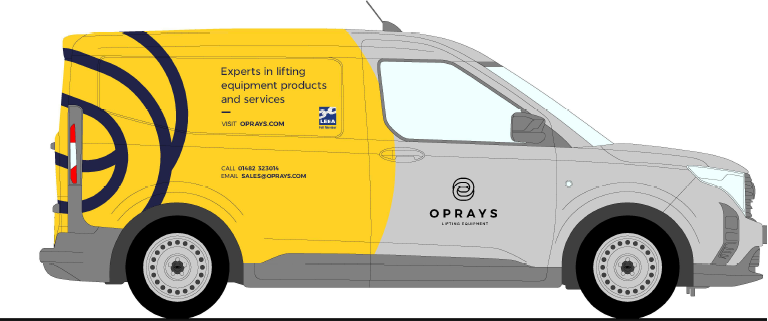 Experts in lifting
equipment products
and services
VISIT OPRAYS.COM
LEEA
CALL 01482 323014
EMAIL SALES@OPRAYS.COM
OPRAYS
LIFTING EQUIPMENT